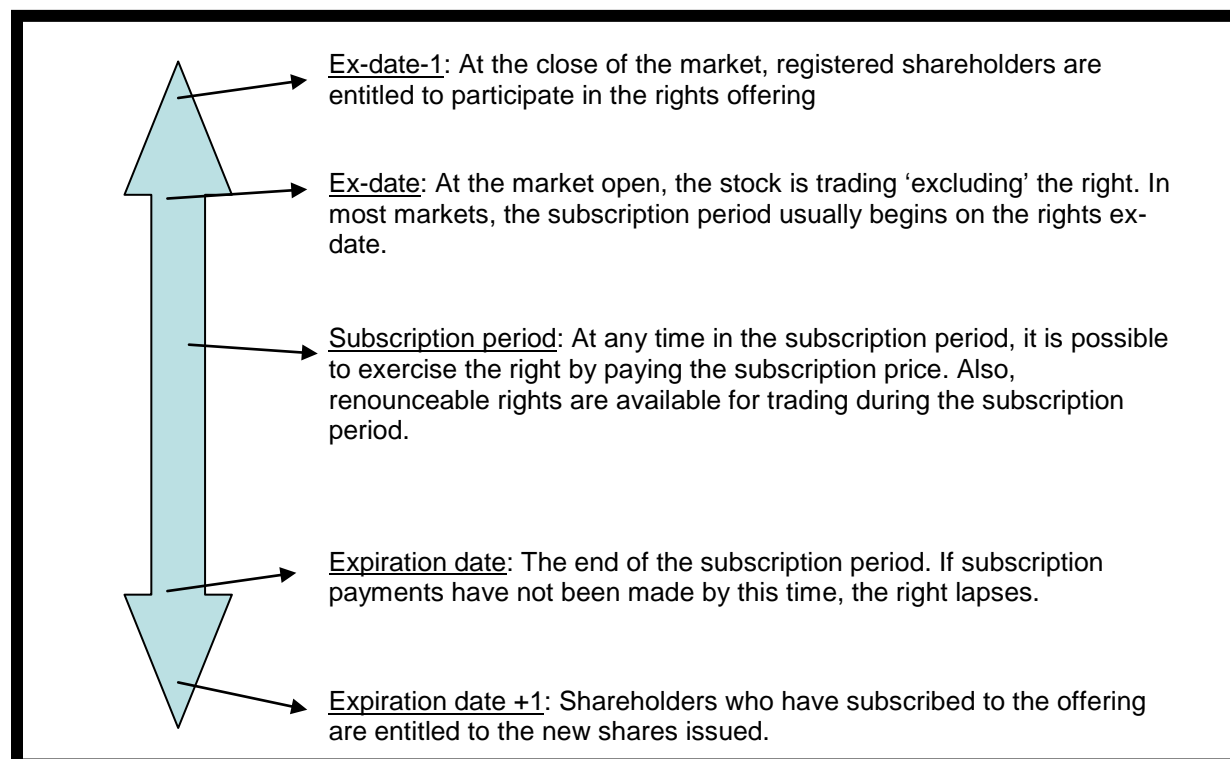 Ex-date-1: At the close of the market, registered shareholders are
entitled to participate in the rights offering
Ex-date: At the market open, the stock is trading ‘excluding’ the right. In
most markets, the subscription period usually begins on the rights ex-
date.
Subscription period: At any time in the subscription period, it is possible
to exercise the right by paying the subscription price. Also,
renounceable rights are available for trading during the subscription
period.
Expiration date: The end of the subscription period. If subscription
payments have not been made by this time, the right lapses.
Expiration date +1: Shareholders who have subscribed to the offering
are entitled to the new shares issued.